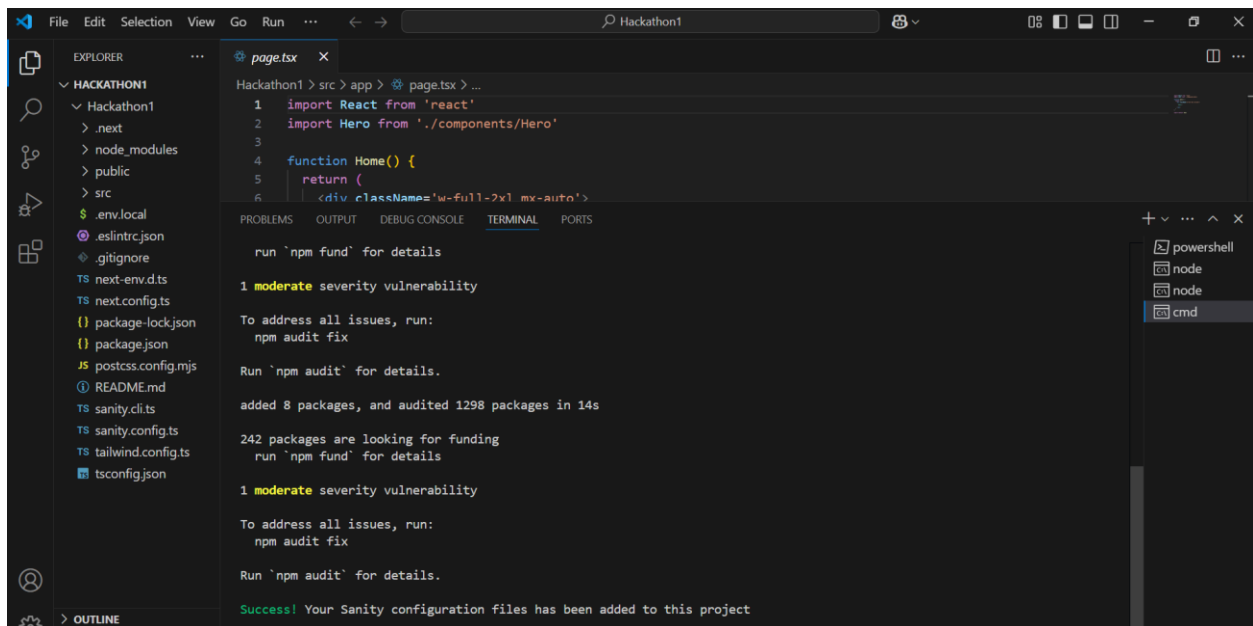 File Edit Selection View Go Run ··· ← → Hackathon1
EXPLORER ···
HACKATHON1
Hackathon1
.next
node_modules
public
src
$ .env.local
.eslintrc.json
.gitignore
TS next-env.d.ts
TS next.config.ts
{} package-lock.json
{} package.json
JS postcss.config.mjs
README.md
TS sanity.cli.ts
TS sanity.config.ts
TS tailwind.config.ts
tsconfig.json
OUTLINE
page.tsx
Hackathon1 > src > app > page.tsx > ...
1 import React from 'react'
2 import Hero from './components/Hero'
3
4 function Home() {
5 return (
6 <div className='w-full-2xl mx-auto'>
PROBLEMS OUTPUT DEBUG CONSOLE TERMINAL PORTS
run `npm fund` for details
1 moderate severity vulnerability
To address all issues, run:
npm audit fix
Run `npm audit` for details.
added 8 packages, and audited 1298 packages in 14s
242 packages are looking for funding
run `npm fund` for details
1 moderate severity vulnerability
To address all issues, run:
npm audit fix
Run `npm audit` for details.
Success! Your Sanity configuration files has been added to this project
powershell
node
node
cmd